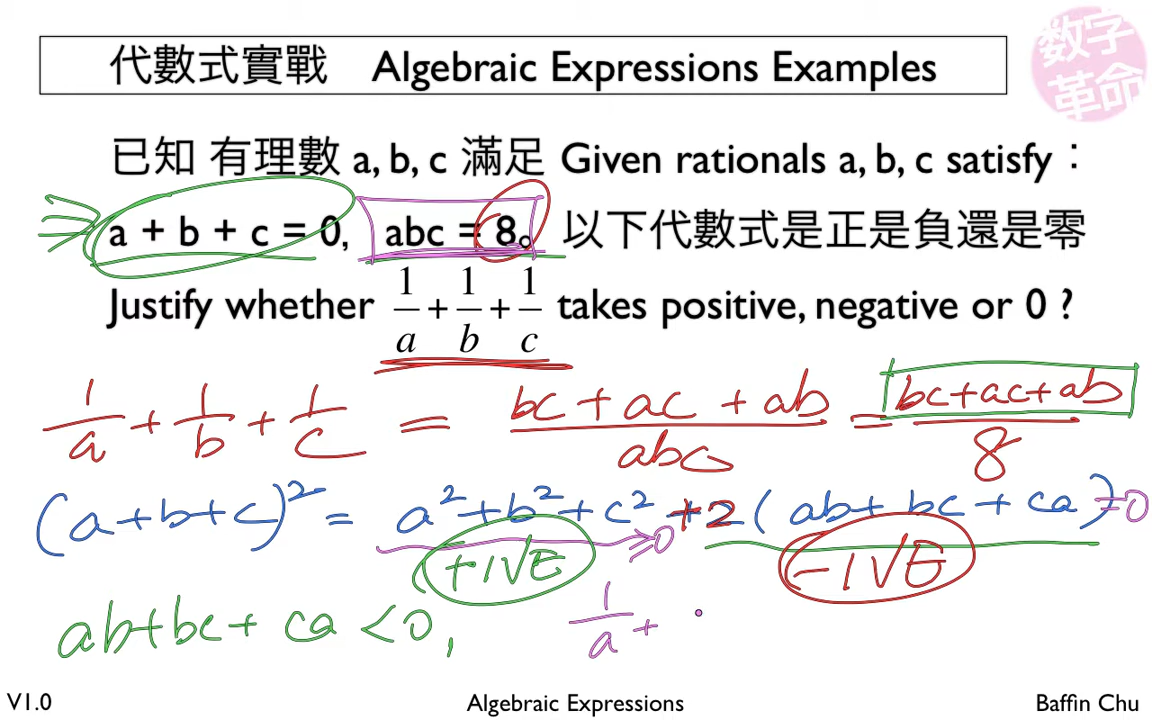 代數式實戰 Algebraic Expressions Examples
数字
革命
已知 有理數 a, b, c 滿足 Given rationals a, b, c satisfy：
a + b + c = 0, abc = 8。 以下代數式是正是負還是零
Justify whether 1/a + 1/b + 1/c takes positive, negative or 0 ?
1/a + 1/b + 1/c = (bc + ac + ab)/abc = (bc+ac+ab)/8
(a+b+c)² = a²+b²+c² +2(ab+bc+ca) =0
+IVE ≥0 -IVE
ab+bc+ca <0, 1/a +
V1.0 Algebraic Expressions Baffin Chu